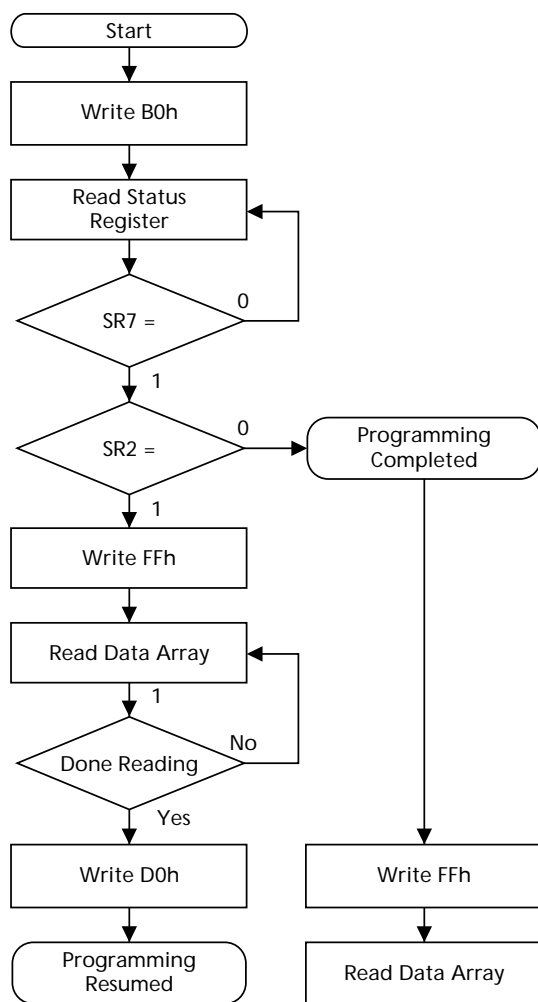 Start
Write B0h
Read Status
Register
0
SR7 =
1
0
SR2 =
Programming
Completed
1
Write FFh
Read Data Array
1
No
Done Reading
Yes
Write D0h
Write FFh
Programming
Resumed
Read Data Array